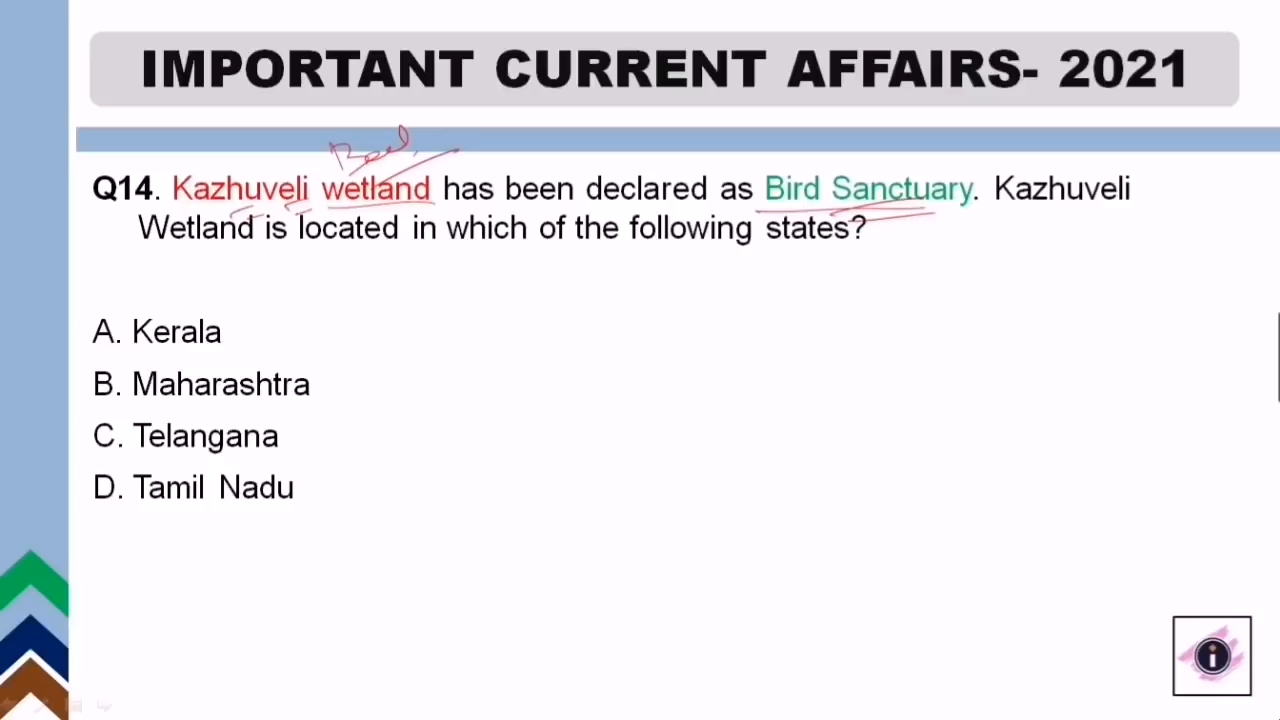 IMPORTANT CURRENT AFFAIRS- 2021
Q14. Kazhuveli wetland has been declared as Bird Sanctuary. Kazhuveli
Wetland is located in which of the following states?
A. Kerala
B. Maharashtra
C. Telangana
D. Tamil Nadu
i